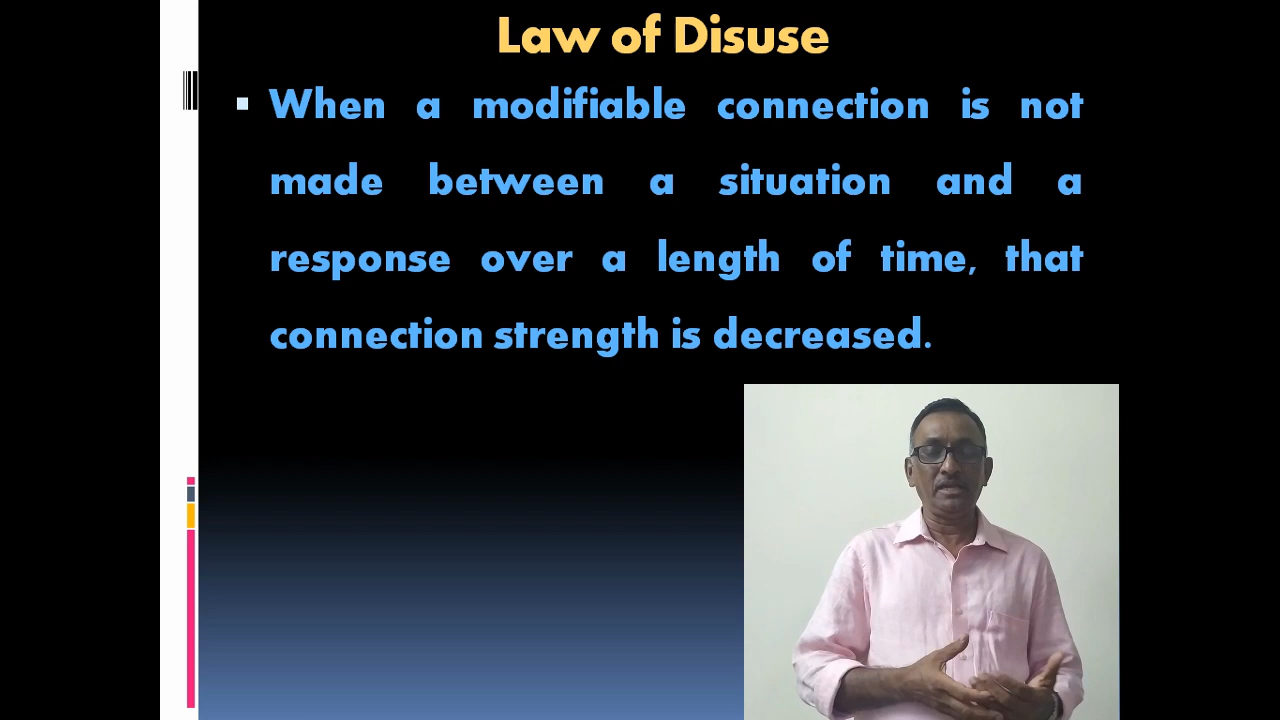 Law of Disuse
When a modifiable connection is not
made between a situation and a
response over a length of time, that
connection strength is decreased.